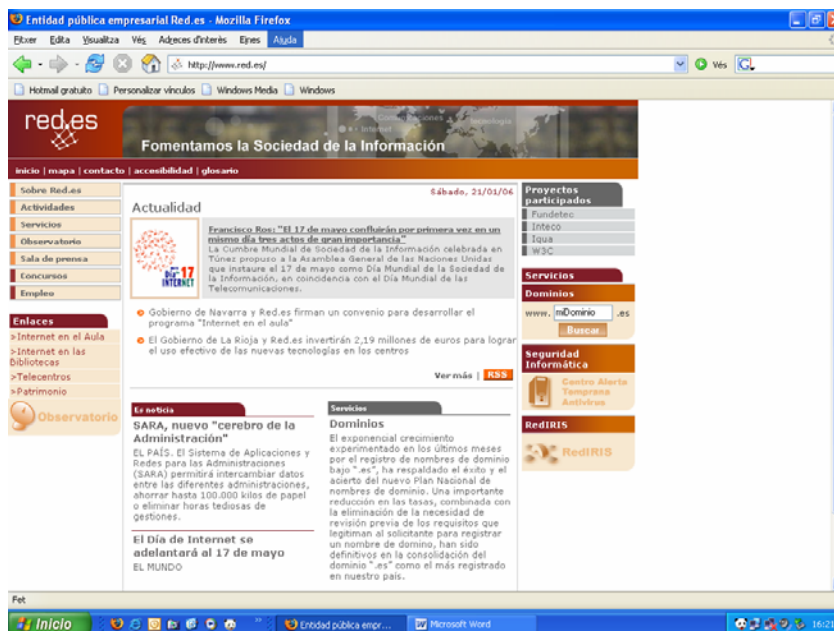 Entidad pública empresarial Red.es - Mozilla Firefox
Fitxer Edita Visualitza Vés Adreces d'interès Eines Ajuda
http://www.red.es/
Vés
Hotmail gratuito Personalizar vínculos Windows Media Windows
red.es
Comunicaciones
tecnología
Internet
Fomentamos la Sociedad de la Información
inicio | mapa | contacto | accesibilidad | glosario
Sobre Red.es
Actividades
Servicios
Observatorio
Sala de prensa
Concursos
Empleo
Enlaces
>Internet en el Aula
>Internet en las
Bibliotecas
>Telecentros
>Patrimonio
Observatorio
Sábado, 21/01/06
Actualidad
Día 17
INTERNET
Francisco Ros: "El 17 de mayo confluirán por primera vez en un
mismo día tres actos de gran importancia"
La Cumbre Mundial de Sociedad de la Información celebrada en
Túnez propuso a la Asamblea General de las Naciones Unidas
que instaure el 17 de mayo como Día Mundial de la Sociedad de
la Información, en coincidencia con el Día Mundial de las
Telecomunicaciones.
Gobierno de Navarra y Red.es firman un convenio para desarrollar el
programa "Internet en el aula"
El Gobierno de La Rioja y Red.es invertirán 2,19 millones de euros para lograr
el uso efectivo de las nuevas tecnologías en los centros
Ver más | RSS
Es noticia
SARA, nuevo "cerebro de la
Administración"
EL PAÍS. El Sistema de Aplicaciones y
Redes para las Administraciones
(SARA) permitirá intercambiar datos
entre las diferentes administraciones,
ahorrar hasta 100.000 kilos de papel
o eliminar horas tediosas de
gestiones.
El Día de Internet se
adelantará al 17 de mayo
EL MUNDO
Servicios
Dominios
El exponencial crecimiento
experimentado en los últimos meses
por el registro de nombres de dominio
bajo ".es", ha respaldado el éxito y el
acierto del nuevo Plan Nacional de
nombres de dominio. Una importante
reducción en las tasas, combinada con
la eliminación de la necesidad de
revisión previa de los requisitos que
legitiman al solicitante para registrar
un nombre de domino, han sido
definitivos en la consolidación del
dominio ".es" como el más registrado
en nuestro país.
Proyectos
participados
Fundetec
Inteco
Iqua
W3C
Servicios
Dominios
www. miDominio .es
Buscar
Seguridad
Informática
Centro Alerta
Temprana
Antivirus
RedIRIS
RedIRIS
Fet
Inicio
Entidad pública empr...
Microsoft Word
16:21